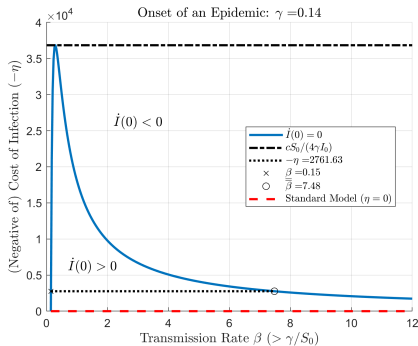 Onset of an Epidemic: γ =0.14
×10⁴
4
3.5
3
2.5
2
1.5
1
0.5
0
(Negative of) Cost of Infection (−η)
İ(0) < 0
İ(0) > 0
İ(0) = 0
cS₀/(4γI₀)
−η =2761.63
β̲ =0.15
β̄ =7.48
Standard Model (η = 0)
0 2 4 6 8 10 12
Transmission Rate β (> γ/S₀)